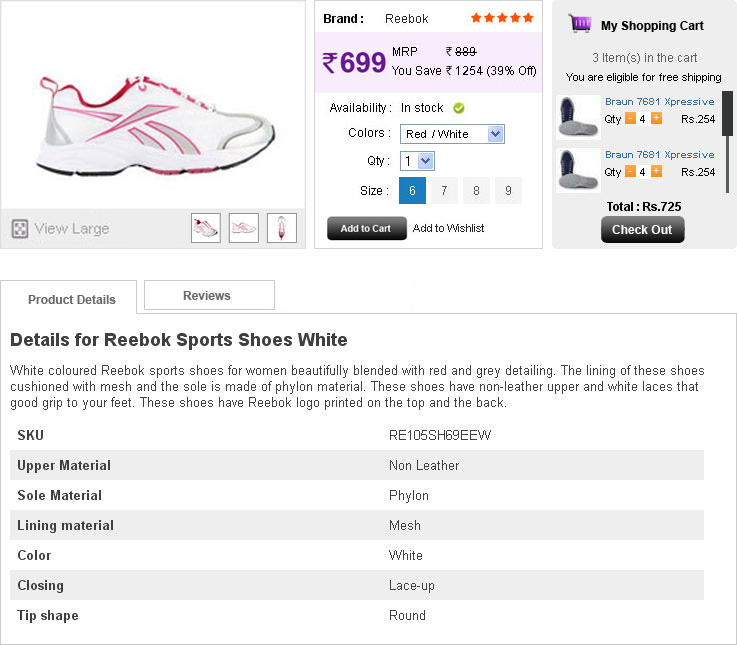 Brand : Reebok
₹699
MRP ₹ 889
You Save ₹ 1254 (39% Off)
Availability : In stock
Colors : Red / White
Qty : 1
Size : 6 7 8 9
Add to Cart Add to Wishlist
View Large
My Shopping Cart
3 Item(s) in the cart
You are eligible for free shipping
Braun 7681 Xpressive
Qty - 4 + Rs.254
Braun 7681 Xpressive
Qty - 4 + Rs.254
Total : Rs.725
Check Out
Product Details Reviews
Details for Reebok Sports Shoes White
White coloured Reebok sports shoes for women beautifully blended with red and grey detailing. The lining of these shoes
cushioned with mesh and the sole is made of phylon material. These shoes have non-leather upper and white laces that
good grip to your feet. These shoes have Reebok logo printed on the top and the back.
SKU RE105SH69EEW
Upper Material Non Leather
Sole Material Phylon
Lining material Mesh
Color White
Closing Lace-up
Tip shape Round